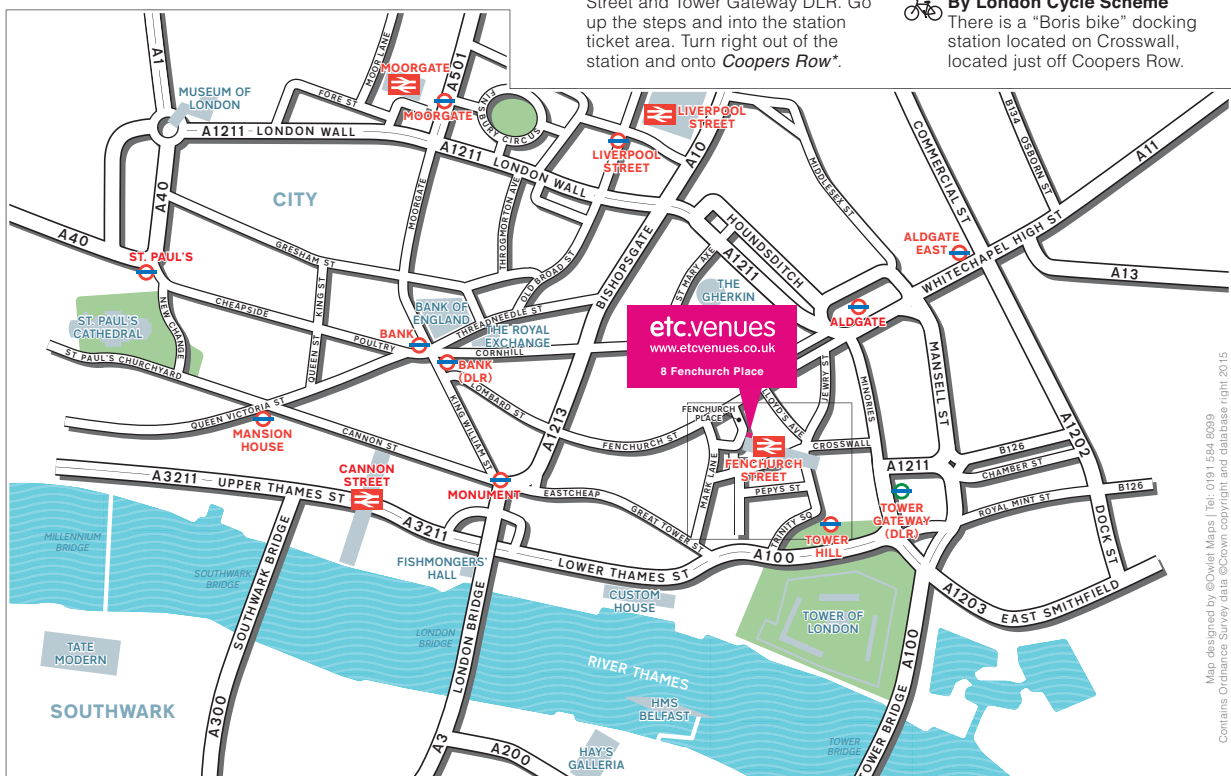 Street and Tower Gateway DLR. Go
up the steps and into the station
ticket area. Turn right out of the
station and onto Coopers Row*.
By London Cycle Scheme
There is a “Boris bike” docking
station located on Crosswall,
located just off Coopers Row.
A1
MOOR LANE
MOORGATE
A501
MUSEUM OF
LONDON
FORE ST
MOORGATE
FINSBURY CIRCUS
LIVERPOOL
STREET
A1211 LONDON WALL
A1211 LONDON WALL
LIVERPOOL
STREET
A10
MIDDLESEX ST
COMMERCIAL ST
B134 OSBORN ST
A11
CITY
A40
A40
MOORGATE
THROGMORTON AVE
HOUNDSDITCH
A1211
ALDGATE
EAST
WHITECHAPEL HIGH ST
A13
ST. PAUL'S
GRESHAM ST
OLD BROAD ST
BISHOPSGATE
ST MARY AXE
THE
GHERKIN
NEW CHANGE
CHEAPSIDE
KING ST
BANK OF
ENGLAND
THREADNEEDLE ST
THE ROYAL
EXCHANGE
ALDGATE
ST. PAUL'S
CATHEDRAL
ST PAUL'S CHURCHYARD
QUEEN ST
POULTRY
BANK
CORNHILL
BANK
(DLR)
etc.venues
www.etcvenues.co.uk
8 Fenchurch Place
JEWRY ST
MINORIES
MANSELL ST
QUEEN VICTORIA ST
MANSION
HOUSE
CANNON ST
KING WILLIAM ST
LOMBARD ST
A1213
FENCHURCH ST
FENCHURCH
PLACE
LLOYD'S AVE
CROSSWALL
FENCHURCH
STREET
MARK LANE
PEPYS ST
A1211
B126
CHAMBER ST
A1202
B126
ROYAL MINT ST
A3211 UPPER THAMES ST
CANNON
STREET
MONUMENT
EASTCHEAP
GREAT TOWER ST
TRINITY SQ
TOWER
HILL
TOWER
GATEWAY
(DLR)
DOCK ST
A3211
MILLENNIUM
BRIDGE
SOUTHWARK
BRIDGE
SOUTHWARK BRIDGE
FISHMONGERS'
HALL
LOWER THAMES ST
A100
CUSTOM
HOUSE
A1203
EAST SMITHFIELD
TOWER OF
LONDON
LONDON
BRIDGE
LONDON BRIDGE
TATE
MODERN
RIVER THAMES
A100
SOUTHWARK
HMS
BELFAST
A300
A3
A200
HAY'S
GALLERIA
TOWER
BRIDGE
TOWER BRIDGE
Map designed by ©Owlet Maps | Tel: 0191 584 8099
Contains Ordnance Survey data ©Crown copyright and database right 2015